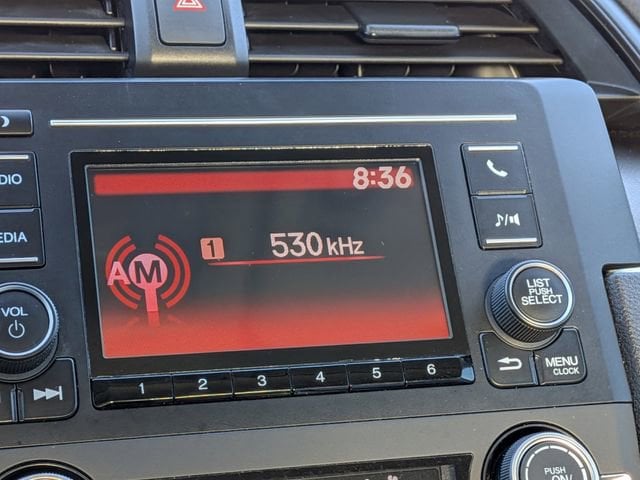 8:36
1 530 kHz
AM
DIO
EDIA
VOL
LIST
PUSH
SELECT
MENU
CLOCK
1 2 3 4 5 6
PUSH
ON/